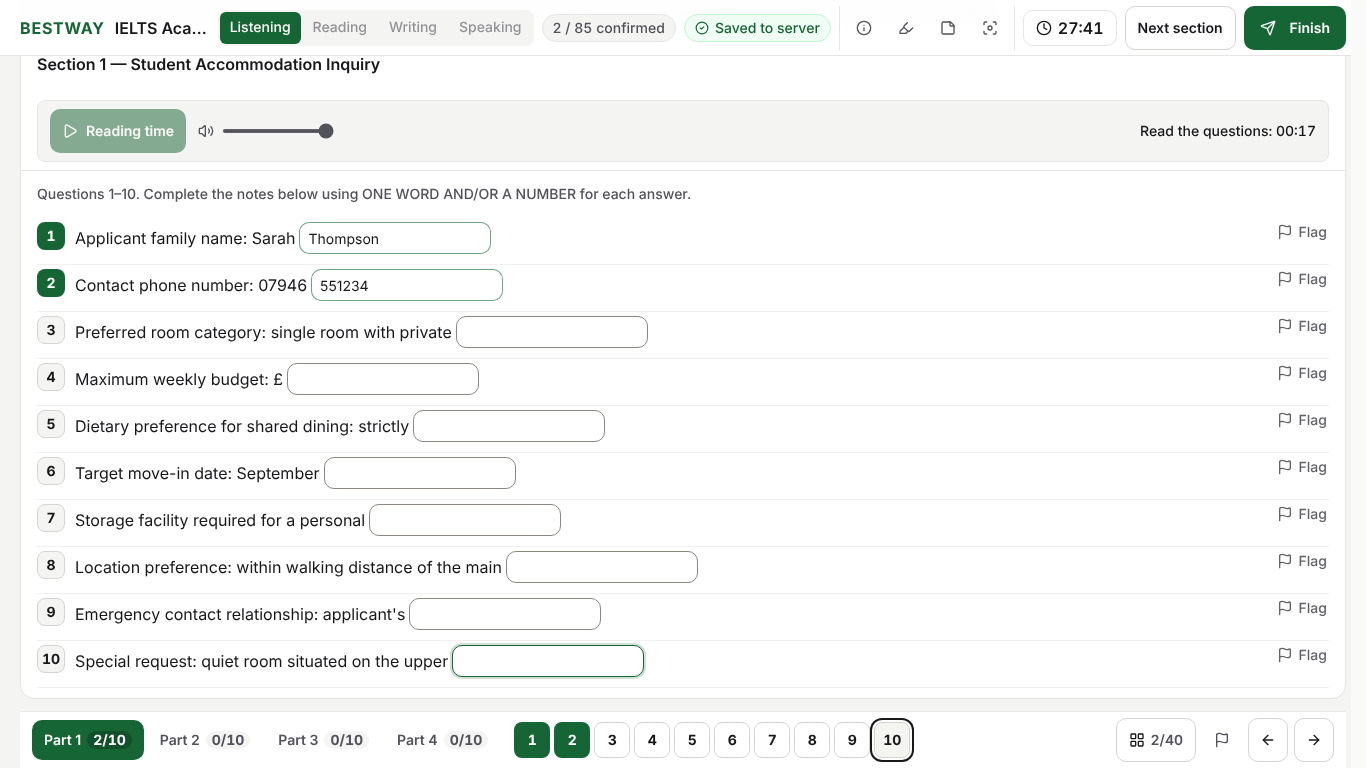 BESTWAY IELTS Aca... Listening Reading Writing Speaking 2 / 85 confirmed Saved to server 27:41 Next section Finish
Section 1 — Student Accommodation Inquiry
Reading time Read the questions: 00:17
Questions 1–10. Complete the notes below using ONE WORD AND/OR A NUMBER for each answer.
1 Applicant family name: Sarah Thompson Flag
2 Contact phone number: 07946 551234 Flag
3 Preferred room category: single room with private Flag
4 Maximum weekly budget: £ Flag
5 Dietary preference for shared dining: strictly Flag
6 Target move-in date: September Flag
7 Storage facility required for a personal Flag
8 Location preference: within walking distance of the main Flag
9 Emergency contact relationship: applicant's Flag
10 Special request: quiet room situated on the upper Flag
Part 1 2/10 Part 2 0/10 Part 3 0/10 Part 4 0/10 1 2 3 4 5 6 7 8 9 10 2/40